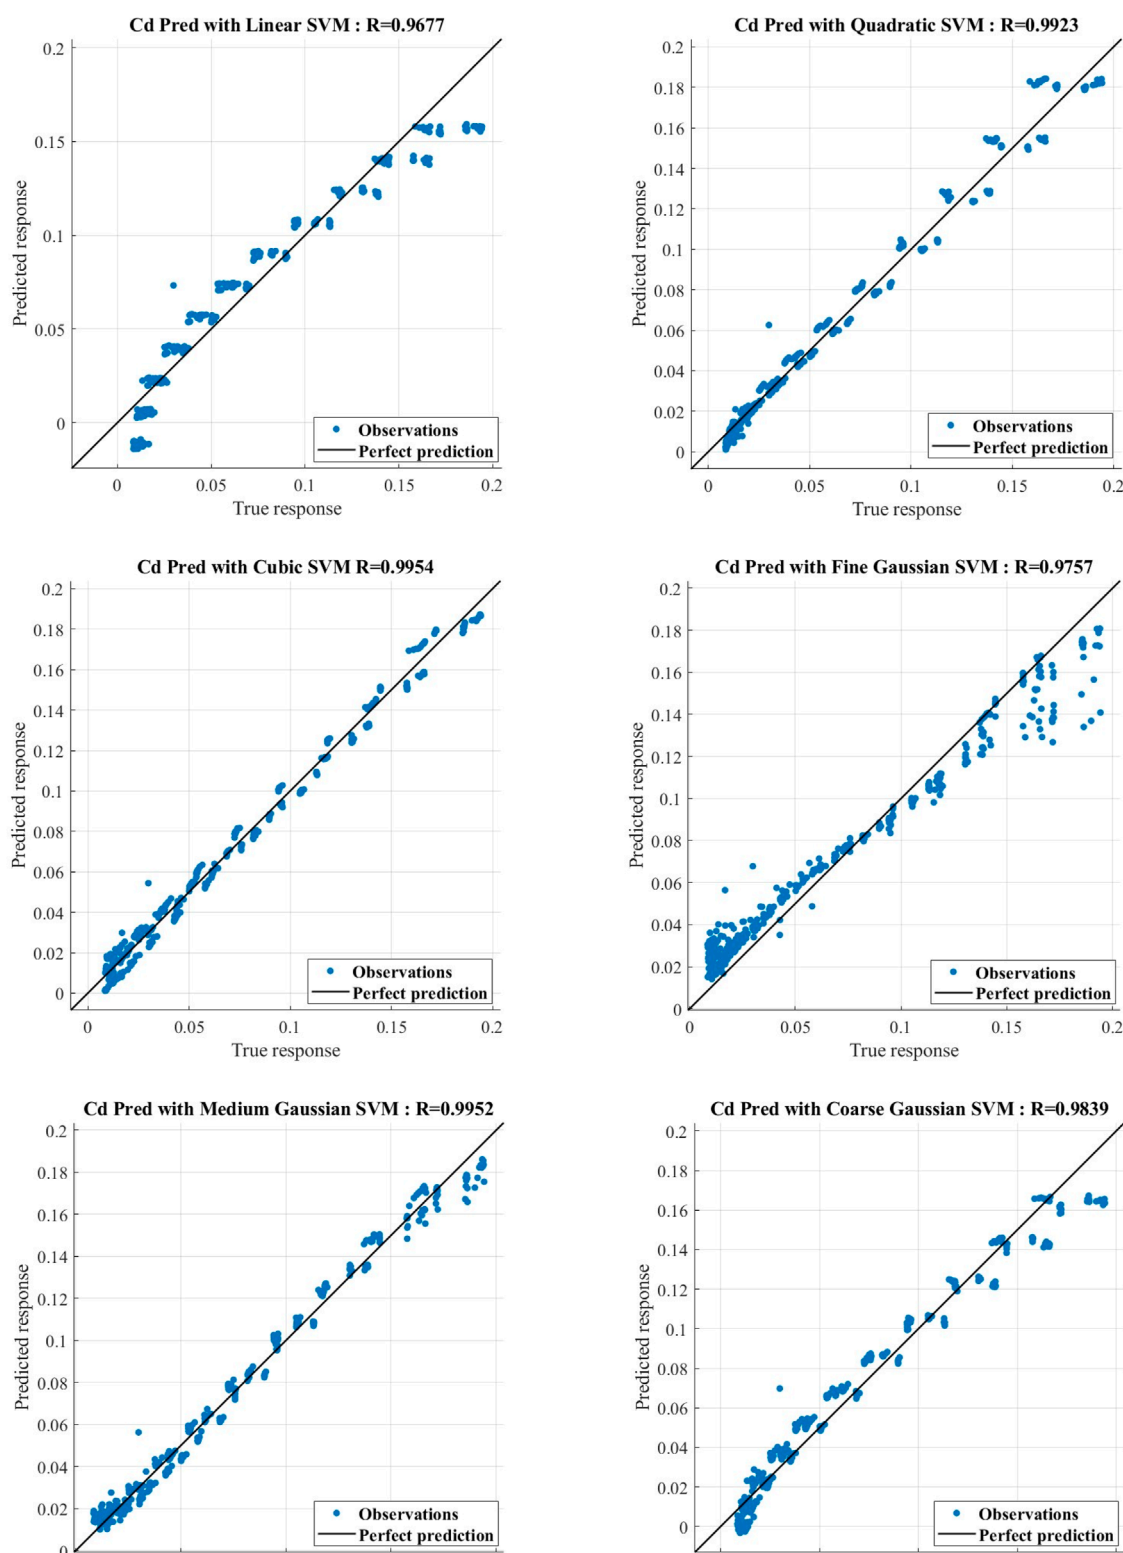 Cd Pred with Linear SVM : R=0.9677
0.2
0.15
0.1
0.05
0
Predicted response
0 0.05 0.1 0.15 0.2
True response
Observations
Perfect prediction
Cd Pred with Quadratic SVM : R=0.9923
0.2
0.18
0.16
0.14
0.12
0.1
0.08
0.06
0.04
0.02
0
Predicted response
0 0.05 0.1 0.15 0.2
True response
Observations
Perfect prediction
Cd Pred with Cubic SVM R=0.9954
0.2
0.18
0.16
0.14
0.12
0.1
0.08
0.06
0.04
0.02
0
Predicted response
0 0.05 0.1 0.15 0.2
True response
Observations
Perfect prediction
Cd Pred with Fine Gaussian SVM : R=0.9757
0.2
0.18
0.16
0.14
0.12
0.1
0.08
0.06
0.04
0.02
0
Predicted response
0 0.05 0.1 0.15 0.2
True response
Observations
Perfect prediction
Cd Pred with Medium Gaussian SVM : R=0.9952
0.2
0.18
0.16
0.14
0.12
0.1
0.08
0.06
0.04
0.02
0
Predicted response
Observations
Perfect prediction
Cd Pred with Coarse Gaussian SVM : R=0.9839
0.2
0.18
0.16
0.14
0.12
0.1
0.08
0.06
0.04
0.02
0
Predicted response
Observations
Perfect prediction